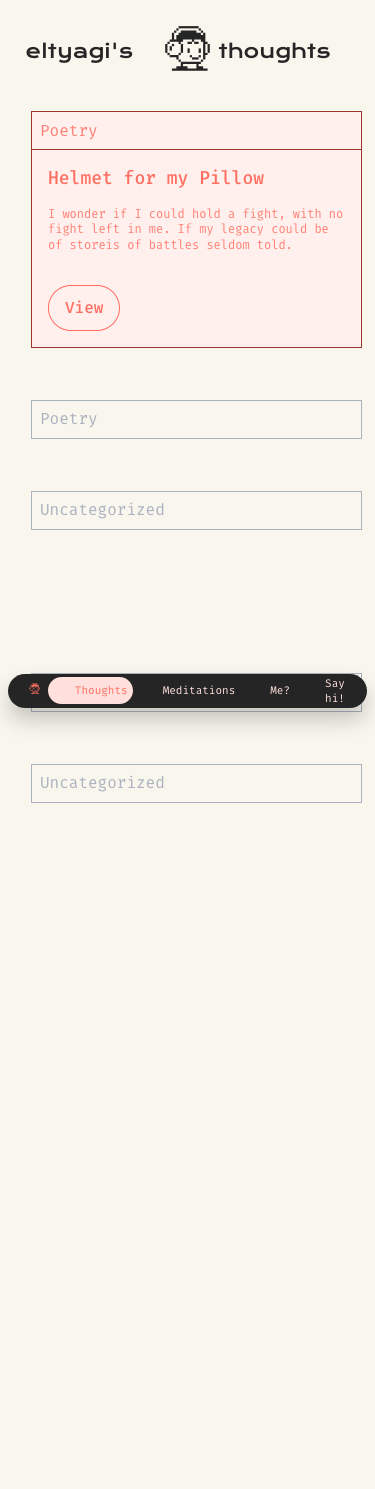 eltyagi's thoughts
Poetry
Helmet for my Pillow
I wonder if I could hold a fight, with no
fight left in me. If my legacy could be
of storeis of battles seldom told.
View
Poetry
Uncategorized
Thoughts Meditations Me? Say
hi!
Uncategorized